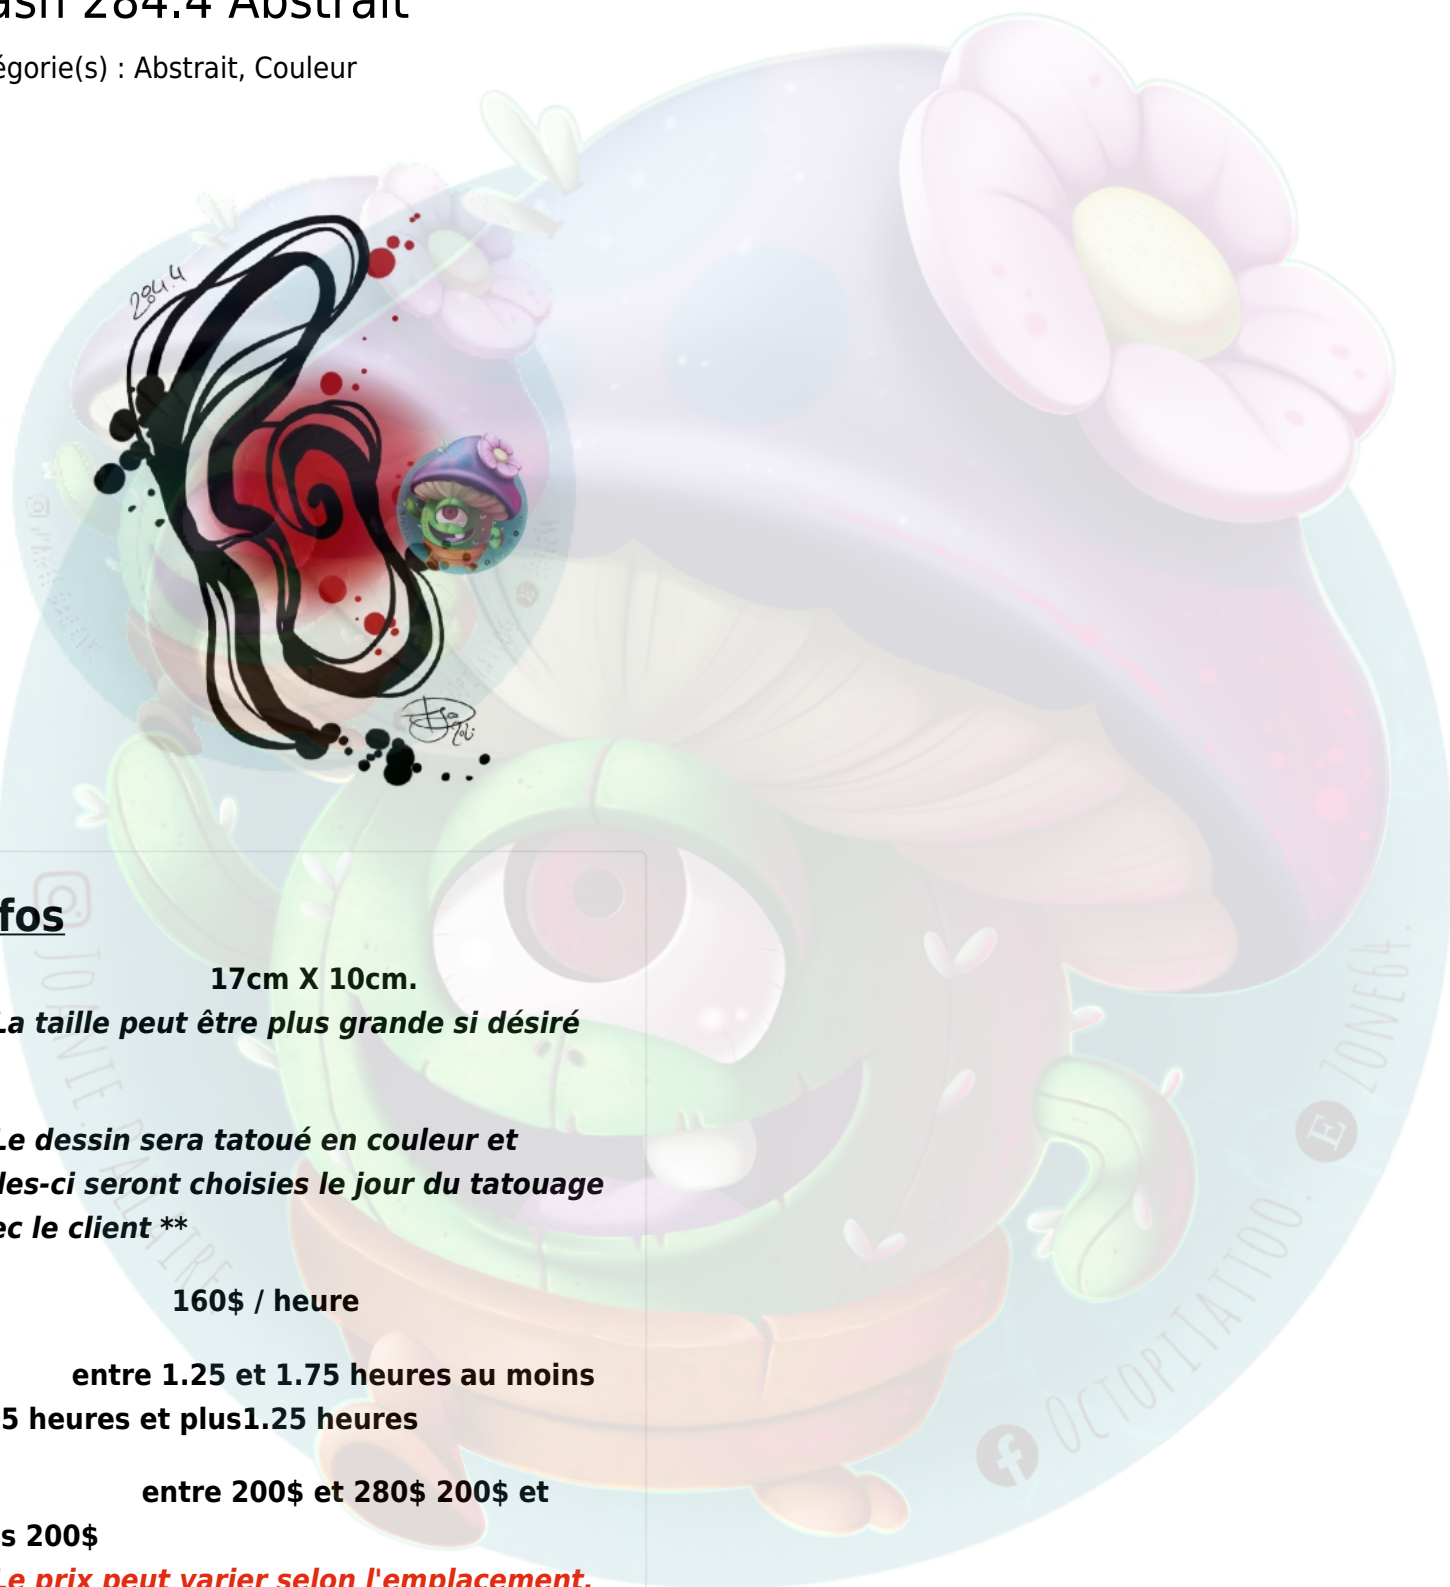 ash 284.4 Abstrait
égorie(s) : Abstrait, Couleur
284.4
fos
17cm X 10cm.
La taille peut être plus grande si désiré
Le dessin sera tatoué en couleur et
les-ci seront choisies le jour du tatouage
ec le client **
160$ / heure
entre 1.25 et 1.75 heures au moins
5 heures et plus1.25 heures
entre 200$ et 280$ 200$ et
s 200$
Le prix peut varier selon l'emplacement.
JOANIE.DALLAIRE
OCTOPITATTOO. ZONE64.